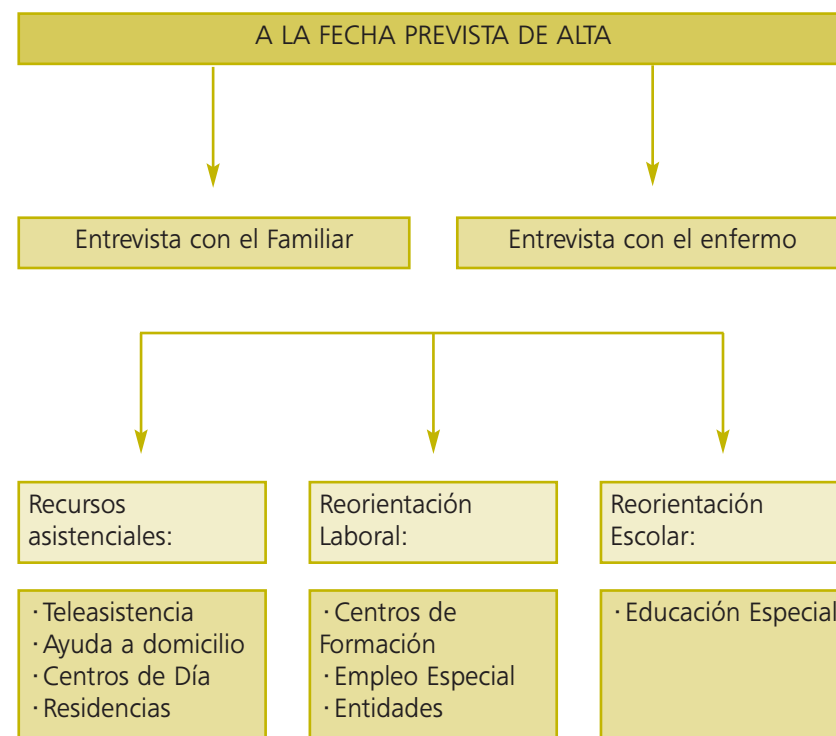 A LA FECHA PREVISTA DE ALTA
Entrevista con el Familiar
Entrevista con el enfermo
Recursos
asistenciales:
Reorientación
Laboral:
Reorientación
Escolar:
· Teleasistencia
· Ayuda a domicilio
· Centros de Día
· Residencias
· Centros de
Formación
· Empleo Especial
· Entidades
· Educación Especial